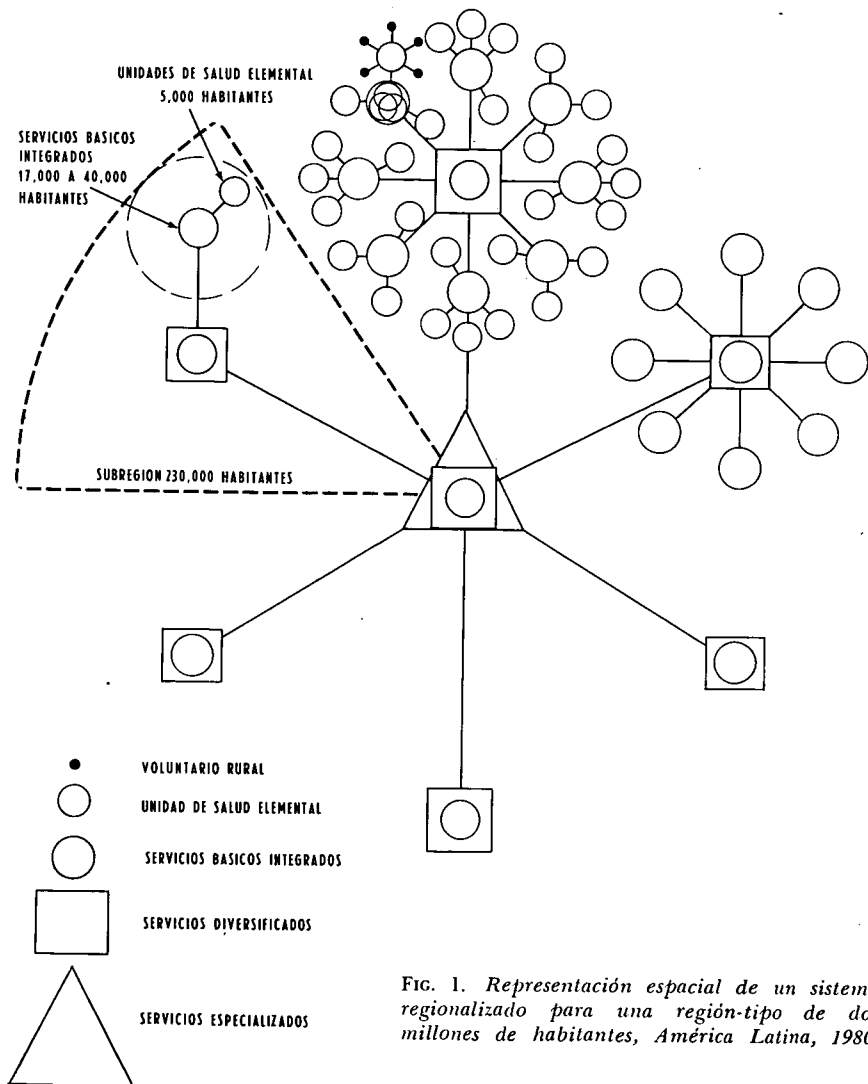 UNIDADES DE SALUD ELEMENTAL
5,000 HABITANTES
SERVICIOS BASICOS
INTEGRADOS
17,000 A 40,000
HABITANTES
SUBREGION 230,000 HABITANTES
VOLUNTARIO RURAL
UNIDAD DE SALUD ELEMENTAL
SERVICIOS BASICOS INTEGRADOS
SERVICIOS DIVERSIFICADOS
SERVICIOS ESPECIALIZADOS
FIG. 1. Representación espacial de un sistem
regionalizado para una región-tipo de do
millones de habitantes, América Latina, 1980